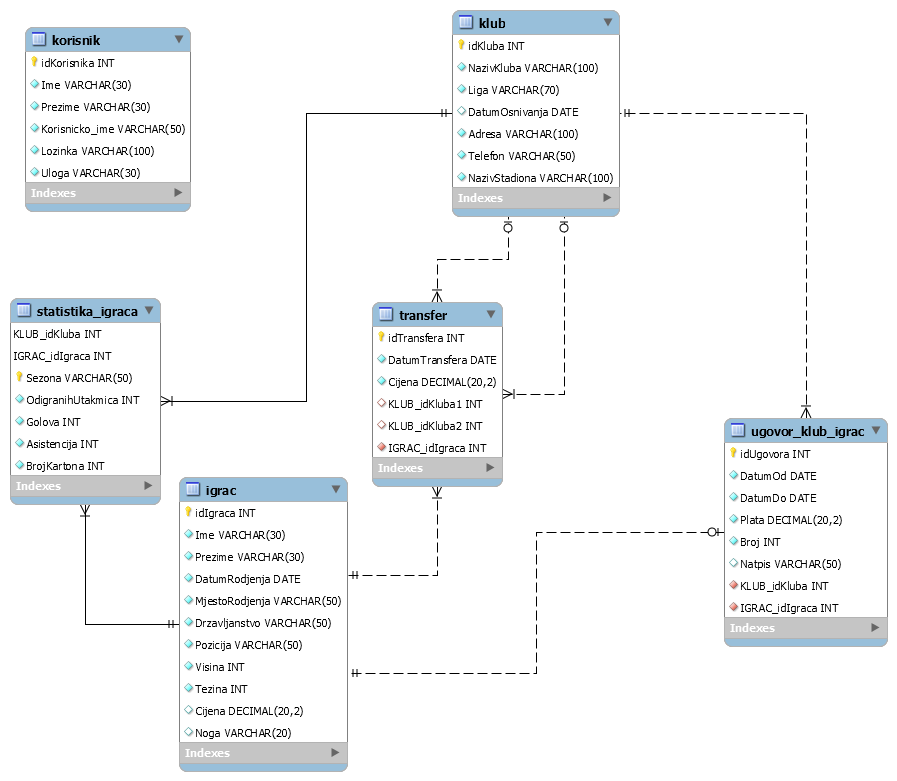 korisnik
idKorisnika INT
Ime VARCHAR(30)
Prezime VARCHAR(30)
Korisnicko_ime VARCHAR(50)
Lozinka VARCHAR(100)
Uloga VARCHAR(30)
Indexes
klub
idKluba INT
NazivKluba VARCHAR(100)
Liga VARCHAR(70)
DatumOsnivanja DATE
Adresa VARCHAR(100)
Telefon VARCHAR(50)
NazivStadiona VARCHAR(100)
Indexes
statistika_igraca
KLUB_idKluba INT
IGRAC_idIgraca INT
Sezona VARCHAR(50)
OdigranihUtakmica INT
Golova INT
Asistencija INT
BrojKartona INT
Indexes
transfer
idTransfera INT
DatumTransfera DATE
Cijena DECIMAL(20,2)
KLUB_idKluba1 INT
KLUB_idKluba2 INT
IGRAC_idIgraca INT
Indexes
igrac
idIgraca INT
Ime VARCHAR(30)
Prezime VARCHAR(30)
DatumRodjenja DATE
MjestoRodjenja VARCHAR(50)
Drzavljanstvo VARCHAR(50)
Pozicija VARCHAR(50)
Visina INT
Tezina INT
Cijena DECIMAL(20,2)
Noga VARCHAR(20)
Indexes
ugovor_klub_igrac
idUgovora INT
DatumOd DATE
DatumDo DATE
Plata DECIMAL(20,2)
Broj INT
Natpis VARCHAR(50)
KLUB_idKluba INT
IGRAC_idIgraca INT
Indexes